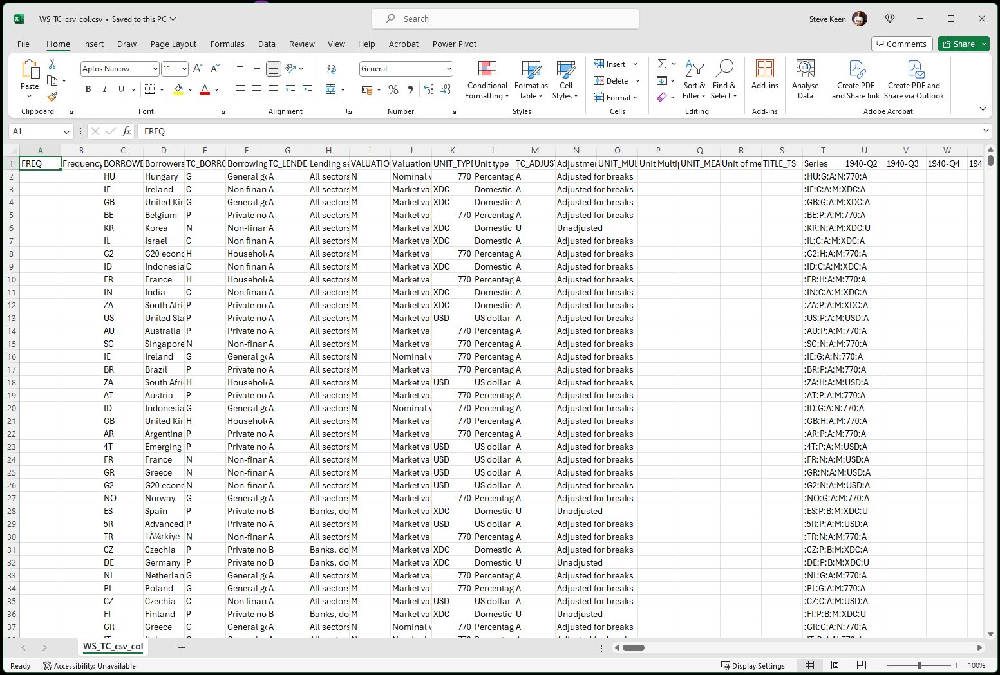 WS_TC_csv_col.csv • Saved to this PC
Search
Steve Keen
File Home Insert Draw Page Layout Formulas Data Review View Help Acrobat Power Pivot
Comments Share
Paste
Clipboard
Aptos Narrow 11
B I U A
Font
ab
Alignment
General
% 9 .00 .00
Number
Conditional Formatting
Format as Table
Cell Styles
Styles
Insert
Delete
Format
Cells
Sort & Filter
Find & Select
Editing
Add-ins
Add-ins
Analyse Data
Create PDF and Share link
Create PDF and Share via Outlook
Adobe Acrobat
A1 fx FREQ
A B C D E F G H I J K L M N O P Q R S T U V W
1 FREQ Frequency BORROWE Borrowers TC_BORRO Borrowing TC_LENDE Lending se VALUATIO Valuation UNIT_TYPE Unit type TC_ADJUS Adjustmen UNIT_MUL Unit Multip UNIT_MEA Unit of me TITLE_TS Series 1940-Q2 1940-Q3 1940-Q4 194
2 HU Hungary G General go A All sectors N Nominal v 770 Percentag A Adjusted for breaks :HU:G:A:N:770:A
3 IE Ireland C Non finan A All sectors M Market val XDC Domestic A Adjusted for breaks :IE:C:A:M:XDC:A
4 GB United Kin G General go A All sectors M Market val XDC Domestic A Adjusted for breaks :GB:G:A:M:XDC:A
5 BE Belgium P Private no A All sectors M Market val 770 Percentag A Adjusted for breaks :BE:P:A:M:770:A
6 KR Korea N Non-finan A All sectors M Market val XDC Domestic U Unadjusted :KR:N:A:M:XDC:U
7 IL Israel C Non finan A All sectors M Market val XDC Domestic A Adjusted for breaks :IL:C:A:M:XDC:A
8 G2 G20 econo H Househol A All sectors M Market val 770 Percentag A Adjusted for breaks :G2:H:A:M:770:A
9 ID Indonesia C Non finan A All sectors M Market val XDC Domestic A Adjusted for breaks :ID:C:A:M:XDC:A
10 FR France H Househol A All sectors M Market val 770 Percentag A Adjusted for breaks :FR:H:A:M:770:A
11 IN India C Non finan A All sectors M Market val XDC Domestic A Adjusted for breaks :IN:C:A:M:XDC:A
12 ZA South Afri P Private no A All sectors M Market val XDC Domestic A Adjusted for breaks :ZA:P:A:M:XDC:A
13 US United Sta P Private no A All sectors M Market val USD US dollar A Adjusted for breaks :US:P:A:M:USD:A
14 AU Australia P Private no A All sectors M Market val 770 Percentag A Adjusted for breaks :AU:P:A:M:770:A
15 SG Singapore N Non-finan A All sectors M Market val 770 Percentag A Adjusted for breaks :SG:N:A:M:770:A
16 IE Ireland G General go A All sectors N Nominal v 770 Percentag A Adjusted for breaks :IE:G:A:N:770:A
17 BR Brazil P Private no A All sectors M Market val 770 Percentag A Adjusted for breaks :BR:P:A:M:770:A
18 ZA South Afri H Househol A All sectors M Market val USD US dollar A Adjusted for breaks :ZA:H:A:M:USD:A
19 AT Austria P Private no A All sectors M Market val 770 Percentag A Adjusted for breaks :AT:P:A:M:770:A
20 ID Indonesia G General go A All sectors N Nominal v 770 Percentag A Adjusted for breaks :ID:G:A:N:770:A
21 GB United Kin H Househol A All sectors M Market val 770 Percentag A Adjusted for breaks :GB:H:A:M:770:A
22 AR Argentina P Private no A All sectors M Market val 770 Percentag A Adjusted for breaks :AR:P:A:M:770:A
23 4T Emerging P Private no A All sectors M Market val USD US dollar A Adjusted for breaks :4T:P:A:M:USD:A
24 FR France N Non-finan A All sectors M Market val USD US dollar A Adjusted for breaks :FR:N:A:M:USD:A
25 GR Greece N Non-finan A All sectors M Market val USD US dollar A Adjusted for breaks :GR:N:A:M:USD:A
26 G2 G20 econo N Non-finan A All sectors M Market val USD US dollar A Adjusted for breaks :G2:N:A:M:USD:A
27 NO Norway G General go A All sectors M Market val 770 Percentag A Adjusted for breaks :NO:G:A:M:770:A
28 ES Spain P Private no B Banks, do M Market val XDC Domestic U Unadjusted :ES:P:B:M:XDC:U
29 5R Advanced P Private no A All sectors M Market val USD US dollar A Adjusted for breaks :5R:P:A:M:USD:A
30 TR TÃ¼rkiye N Non-finan A All sectors M Market val 770 Percentag A Adjusted for breaks :TR:N:A:M:770:A
31 CZ Czechia P Private no B Banks, do M Market val XDC Domestic A Adjusted for breaks :CZ:P:B:M:XDC:A
32 DE Germany P Private no B Banks, do M Market val XDC Domestic U Unadjusted :DE:P:B:M:XDC:U
33 NL Netherlan G General go A All sectors M Market val 770 Percentag A Adjusted for breaks :NL:G:A:M:770:A
34 PL Poland G General go A All sectors M Market val 770 Percentag A Adjusted for breaks :PL:G:A:M:770:A
35 CZ Czechia C Non finan A All sectors M Market val USD US dollar A Adjusted for breaks :CZ:C:A:M:USD:A
36 FI Finland P Private no B Banks, do M Market val XDC Domestic U Unadjusted :FI:P:B:M:XDC:U
37 GR Greece G General go A All sectors N Nominal v 770 Percentag A Adjusted for breaks :GR:G:A:N:770:A
WS_TC_csv_col
Ready Accessibility: Unavailable Display Settings 100%